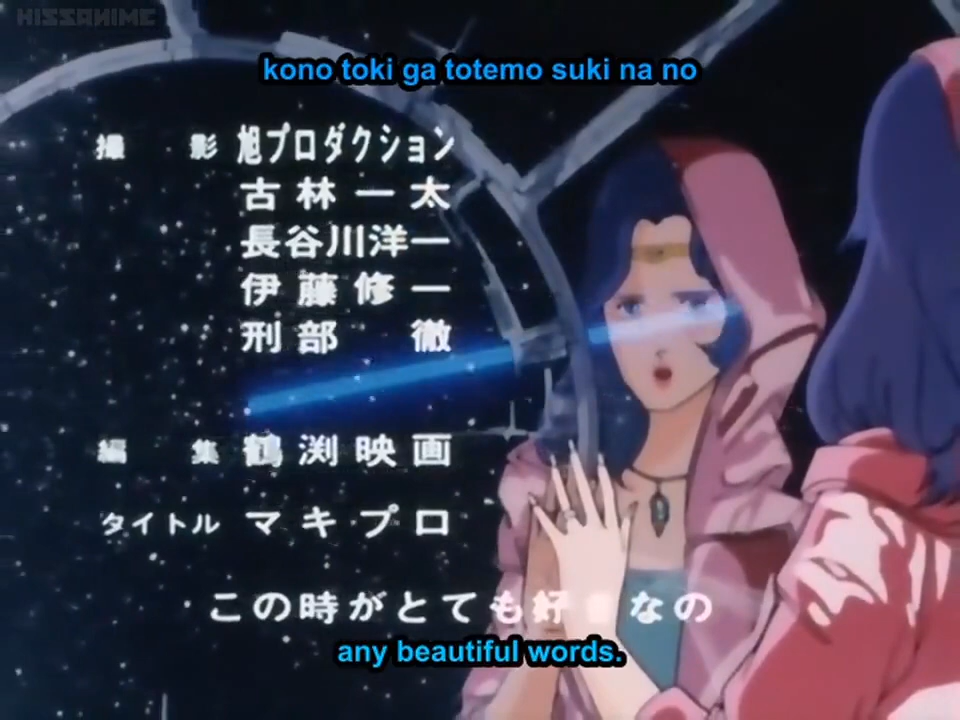 HISSANIME
kono toki ga totemo suki na no
撮 影 旭プロダクション
古林一太
長谷川洋一
伊藤修一
刑部 徹
編 集 鶴渕映画
タイトル マキプロ
この時がとても好きなの
any beautiful words.